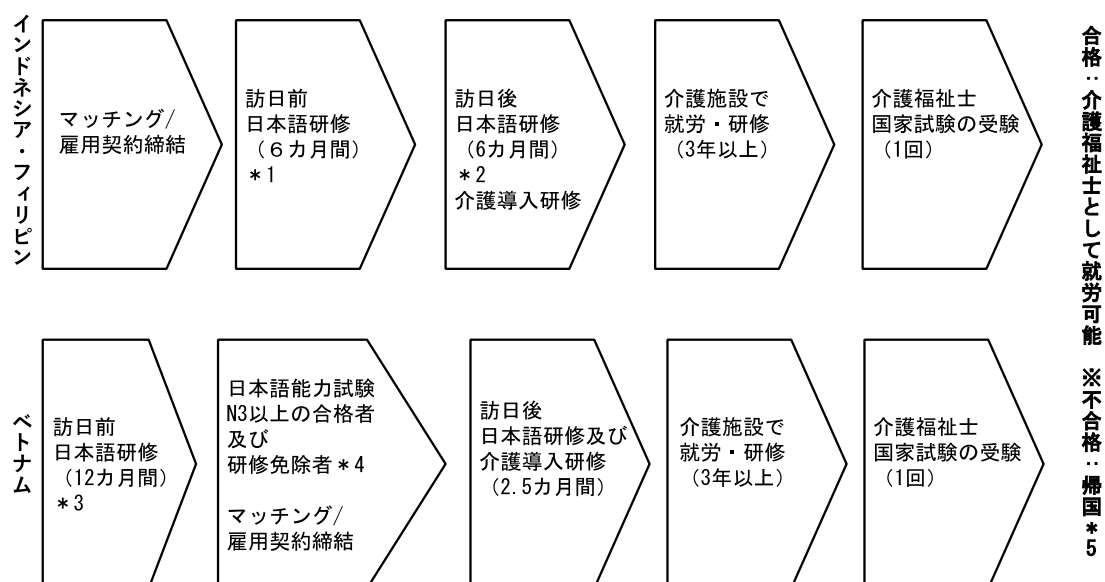 インドネシア・フィリピン
マッチング/
雇用契約締結
訪日前
日本語研修
（６カ月間）
＊1
訪日後
日本語研修
（6カ月間）
＊2
介護導入研修
介護施設で
就労・研修
（3年以上）
介護福祉士
国家試験の受験
（1回）
ベトナム
訪日前
日本語研修
（12カ月間）
＊3
日本語能力試験
N3以上の合格者
及び
研修免除者＊4
マッチング/
雇用契約締結
訪日後
日本語研修及び
介護導入研修
（2.5カ月間）
介護施設で
就労・研修
（3年以上）
介護福祉士
国家試験の受験
（1回）
合格：介護福祉士として就労可能　※不合格：帰国＊5